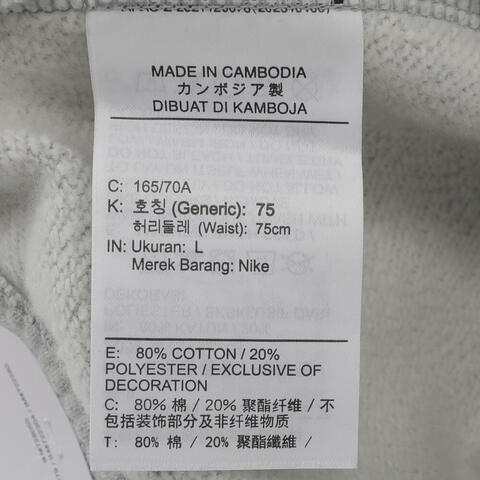 MADE IN CAMBODIA
カンボジア製
DIBUAT DI KAMBOJA
C: 165/70A
K: 호칭 (Generic): 75
허리둘레 (Waist): 75cm
IN: Ukuran: L
Merek Barang: Nike
E: 80% COTTON / 20%
POLYESTER / EXCLUSIVE OF
DECORATION
C: 80% 棉 / 20% 聚酯纤维 / 不
包括装饰部分及非纤维物质
T: 80% 棉 / 20% 聚酯纖維 /